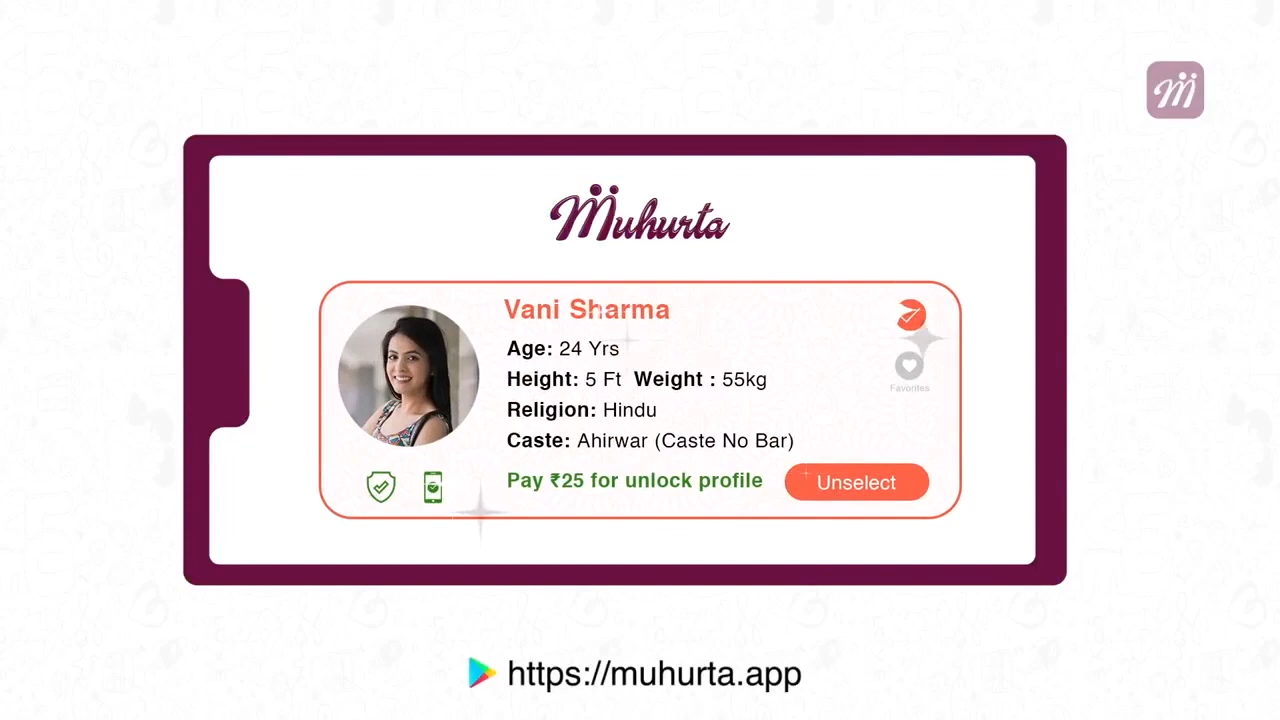 Muhurta
Vani Sharma
Age: 24 Yrs
Height: 5 Ft Weight : 55kg
Favorites
Religion: Hindu
Caste: Ahirwar (Caste No Bar)
Pay ₹25 for unlock profile
Unselect
https://muhurta.app